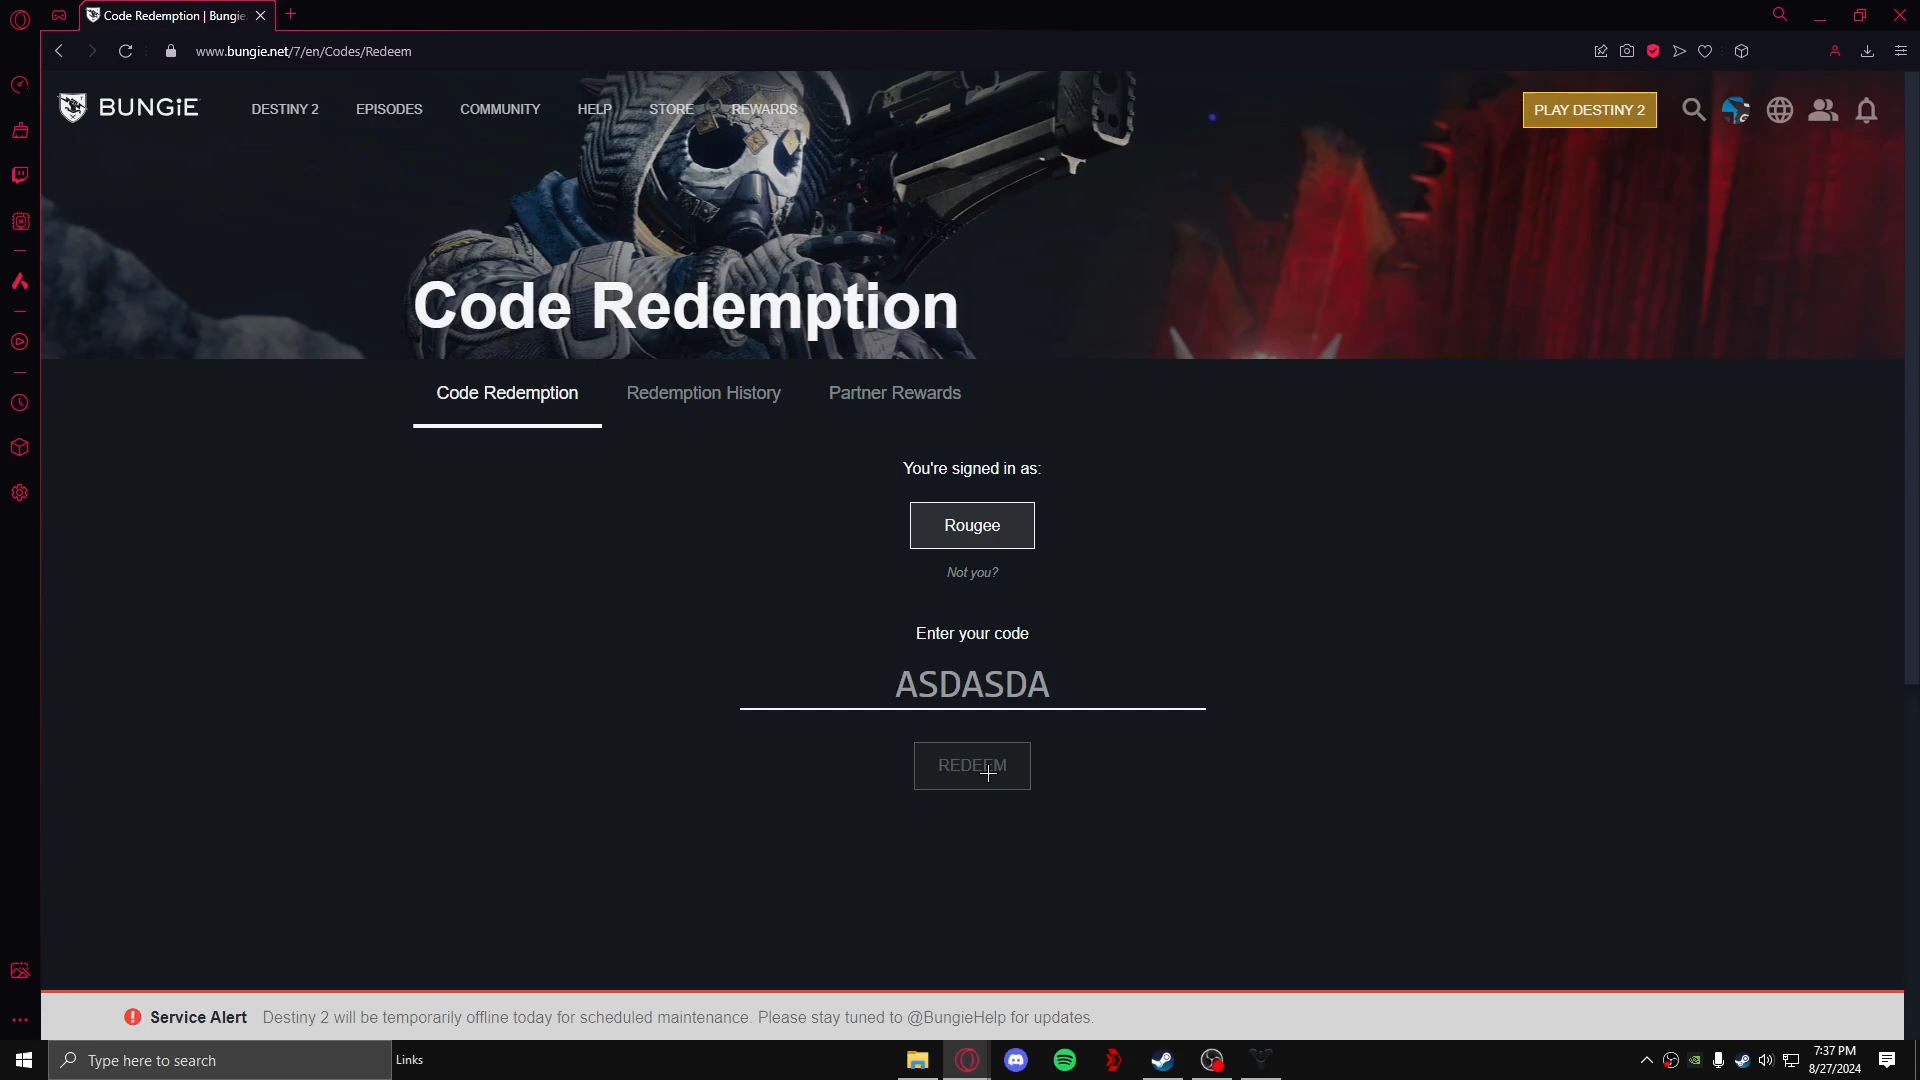 Code Redemption | Bungie
www.bungie.net/7/en/Codes/Redeem
BUNGiE
DESTINY 2
EPISODES
COMMUNITY
HELP
STORE
REWARDS
PLAY DESTINY 2
Code Redemption
Code Redemption
Redemption History
Partner Rewards
You're signed in as:
Rougee
Not you?
Enter your code
ASDASDA
REDEEM
Service Alert Destiny 2 will be temporarily offline today for scheduled maintenance. Please stay tuned to @BungieHelp for updates.
Type here to search
Links
7:37 PM
8/27/2024